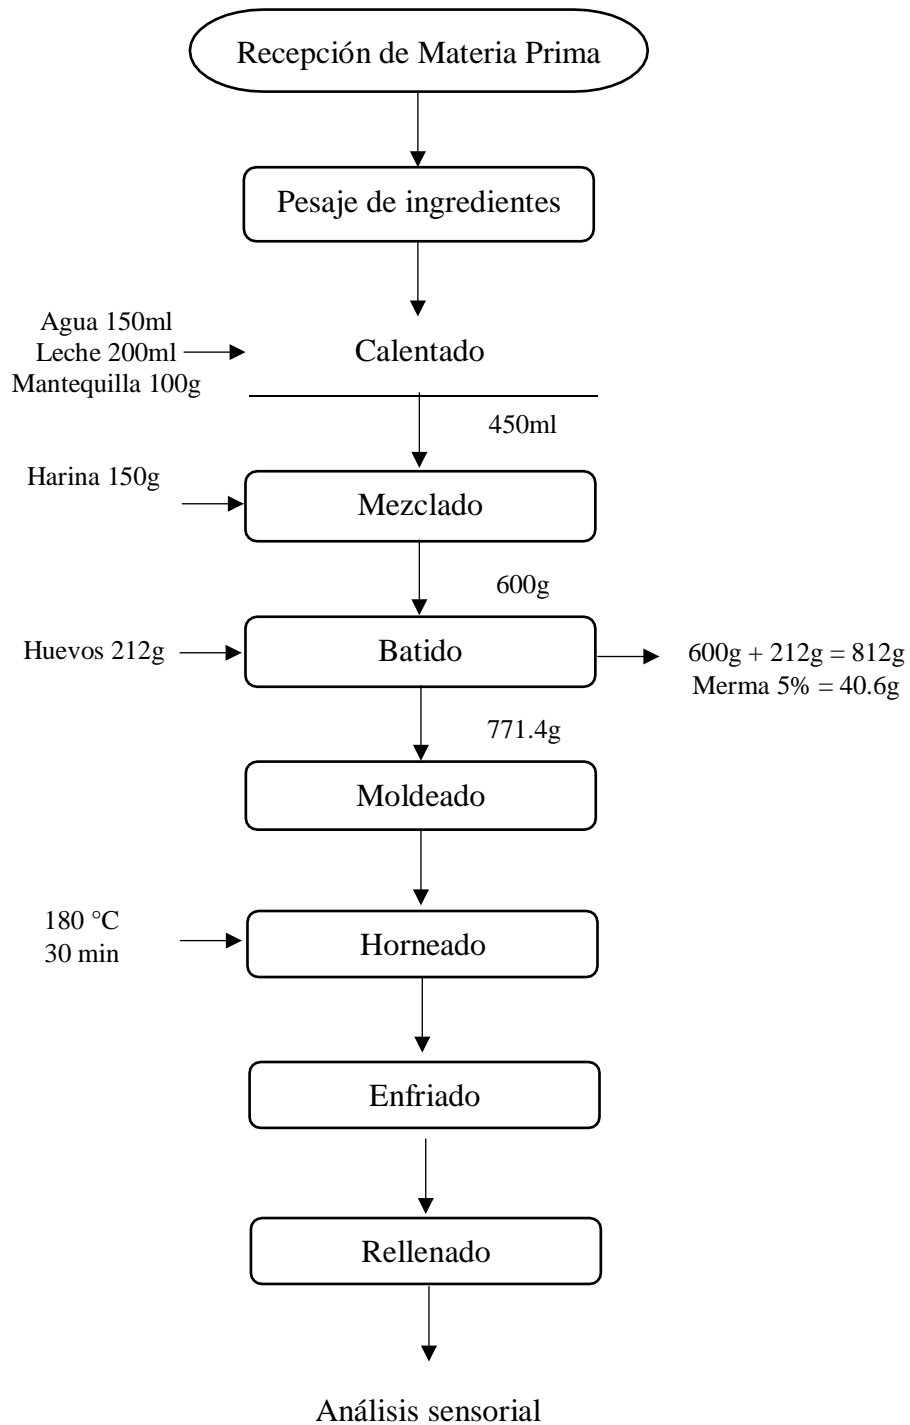 Recepción de Materia Prima
Pesaje de ingredientes
Agua 150ml
Leche 200ml
Mantequilla 100g
Calentado
450ml
Harina 150g
Mezclado
600g
Huevos 212g
Batido
600g + 212g = 812g
Merma 5% = 40.6g
771.4g
Moldeado
180 °C
30 min
Horneado
Enfriado
Rellenado
Análisis sensorial